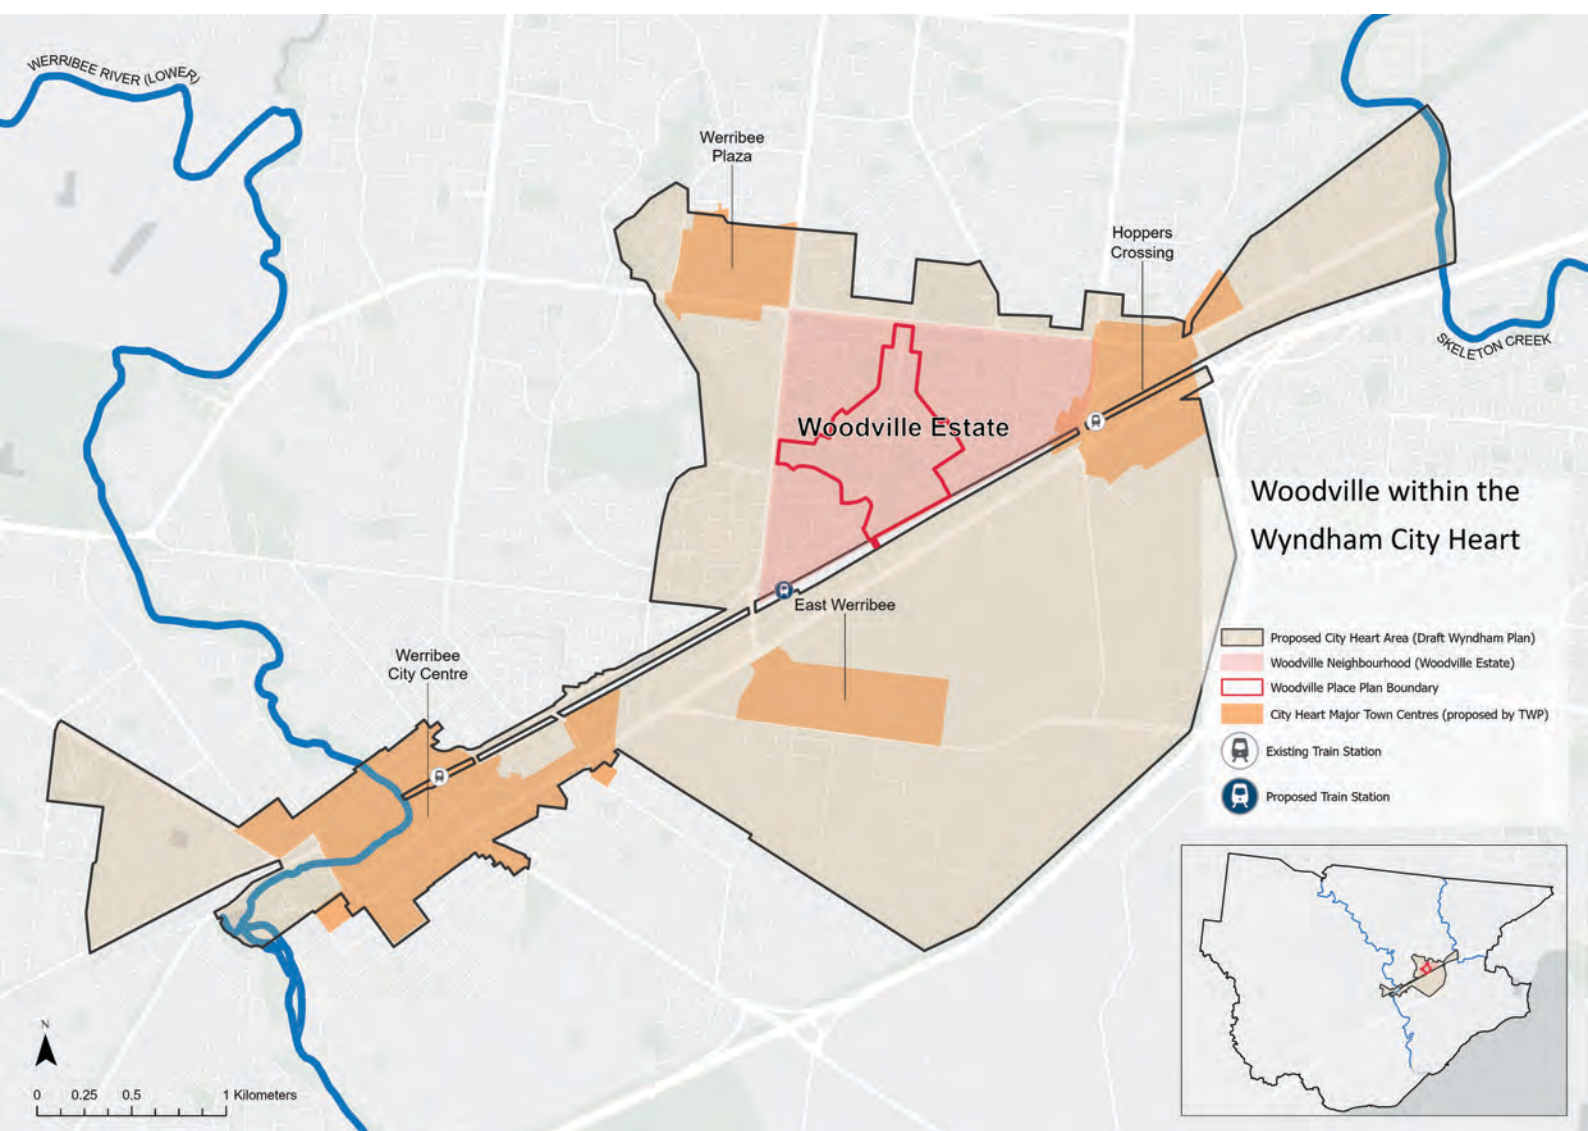 WERRIBEE RIVER (LOWER)
Werribee
Plaza
Hoppers
Crossing
SKELETON CREEK
Woodville Estate
Woodville within the
Wyndham City Heart
East Werribee
Werribee
City Centre
Proposed City Heart Area (Draft Wyndham Plan)
Woodville Neighbourhood (Woodville Estate)
Woodville Place Plan Boundary
City Heart Major Town Centres (proposed by TWP)
Existing Train Station
Proposed Train Station
N
0 0.25 0.5 1 Kilometers